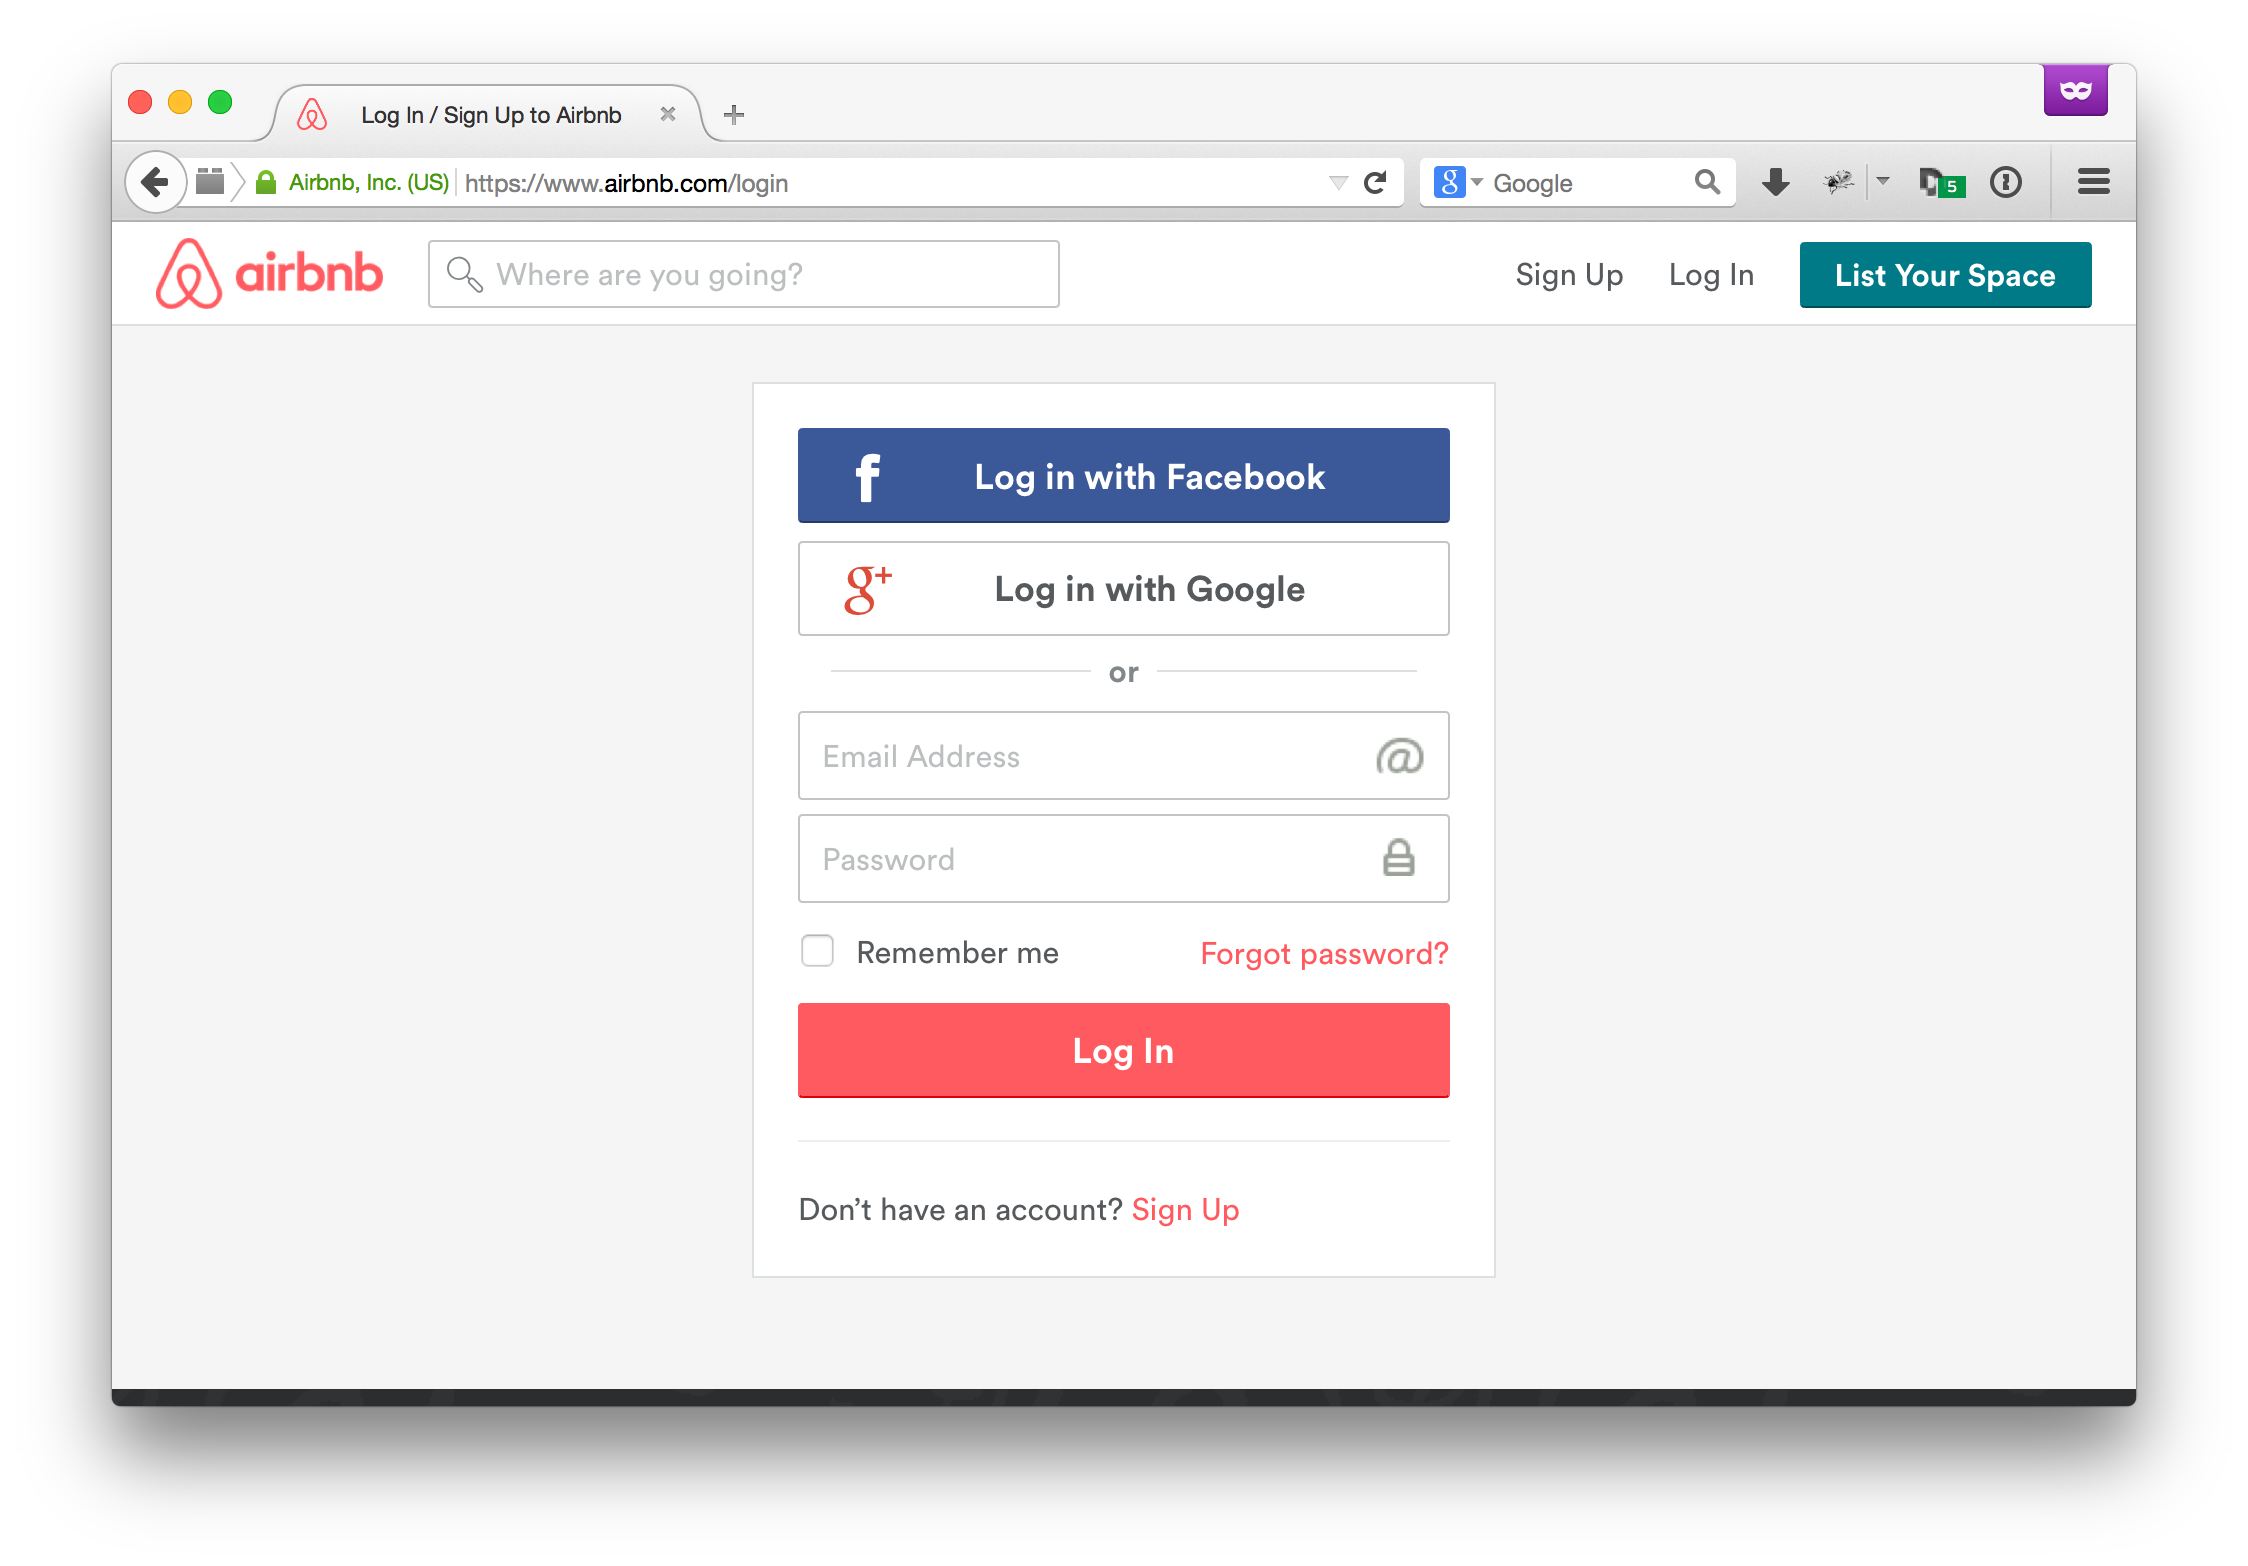 Log In / Sign Up to Airbnb
Airbnb, Inc. (US) https://www.airbnb.com/login
g Google
5
airbnb
Where are you going?
Sign Up
Log In
List Your Space
f Log in with Facebook
g+ Log in with Google
or
Email Address @
Password
Remember me
Forgot password?
Log In
Don’t have an account? Sign Up